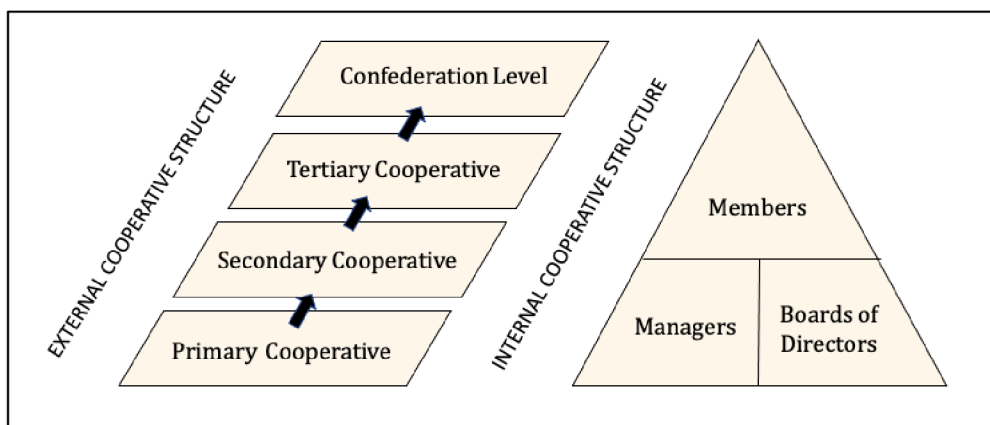 EXTERNAL COOPERATIVE STRUCTURE
Confederation Level
Tertiary Cooperative
Secondary Cooperative
Primary Cooperative
INTERNAL COOPERATIVE STRUCTURE
Members
Managers
Boards of
Directors